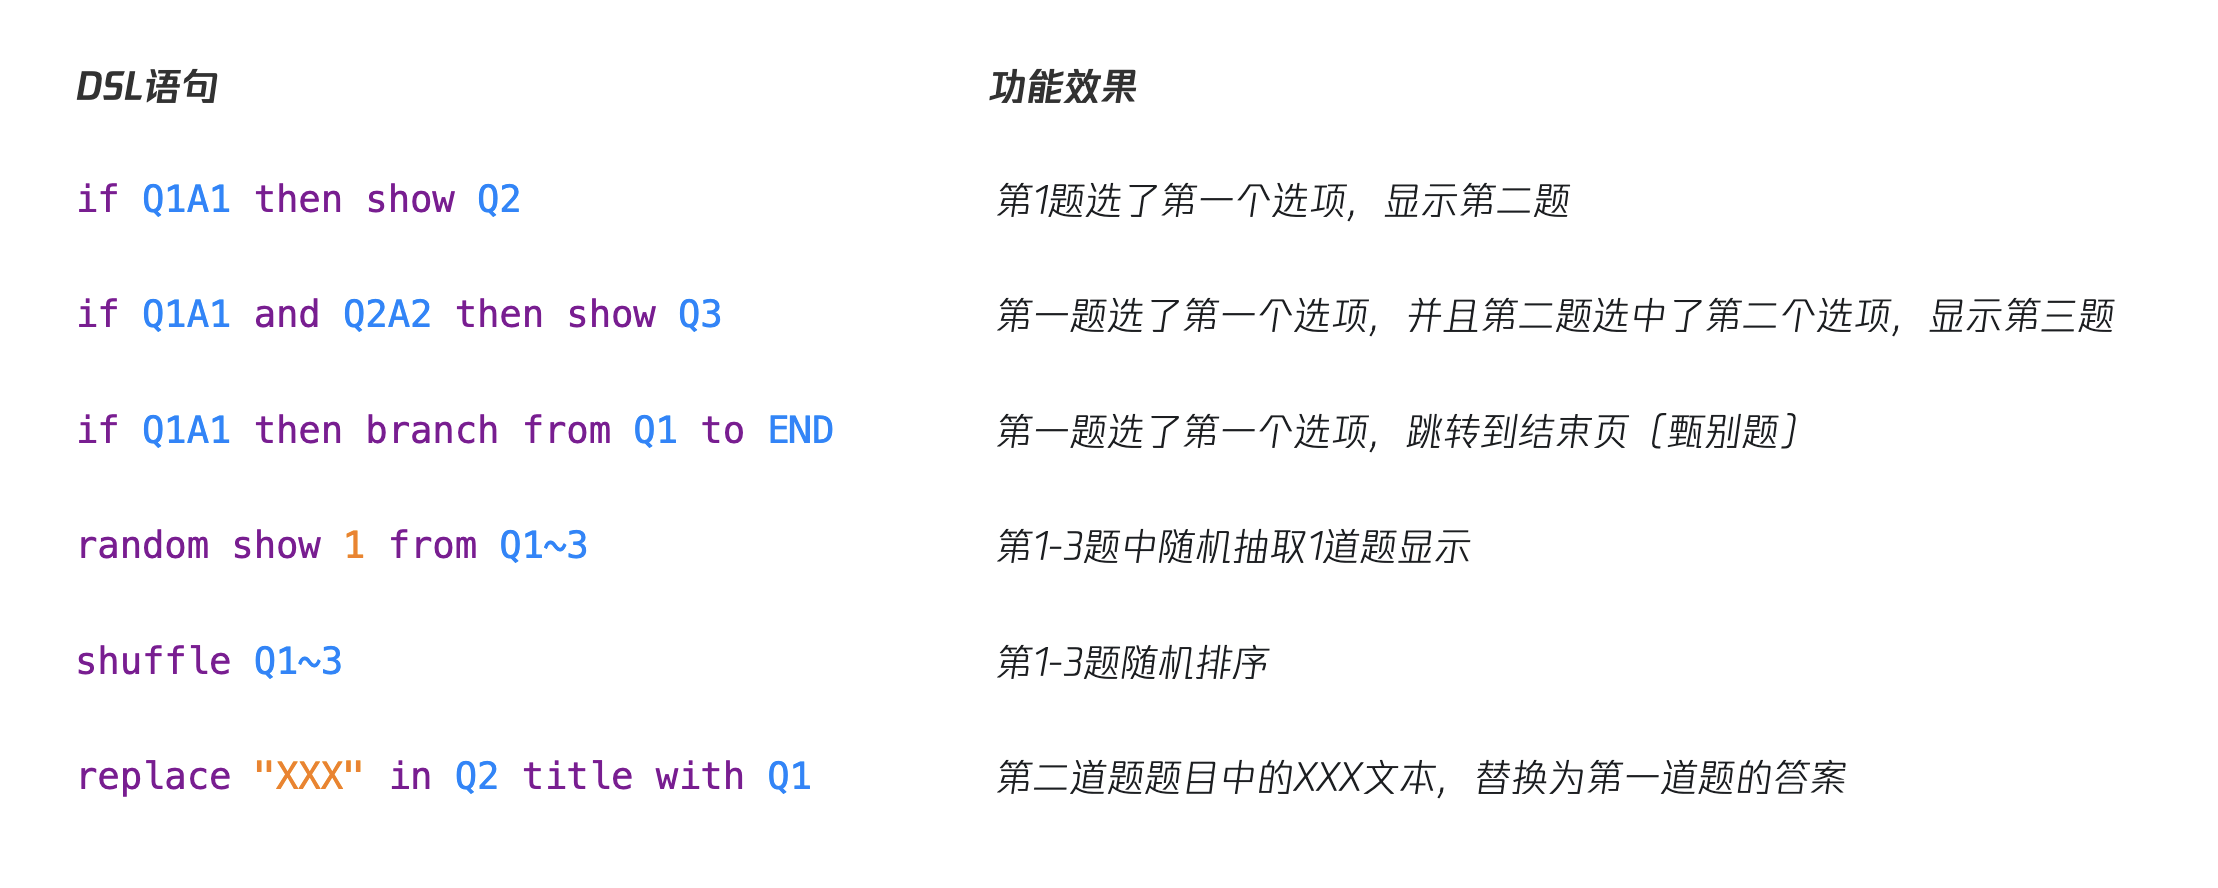 DSL语句 功能效果
if Q1A1 then show Q2 第1题选了第一个选项，显示第二题
if Q1A1 and Q2A2 then show Q3 第一题选了第一个选项，并且第二题选中了第二个选项，显示第三题
if Q1A1 then branch from Q1 to END 第一题选了第一个选项，跳转到结束页（甄别题）
random show 1 from Q1~3 第1-3题中随机抽取1道题显示
shuffle Q1~3 第1-3题随机排序
replace "XXX" in Q2 title with Q1 第二道题题目中的XXX文本，替换为第一道题的答案